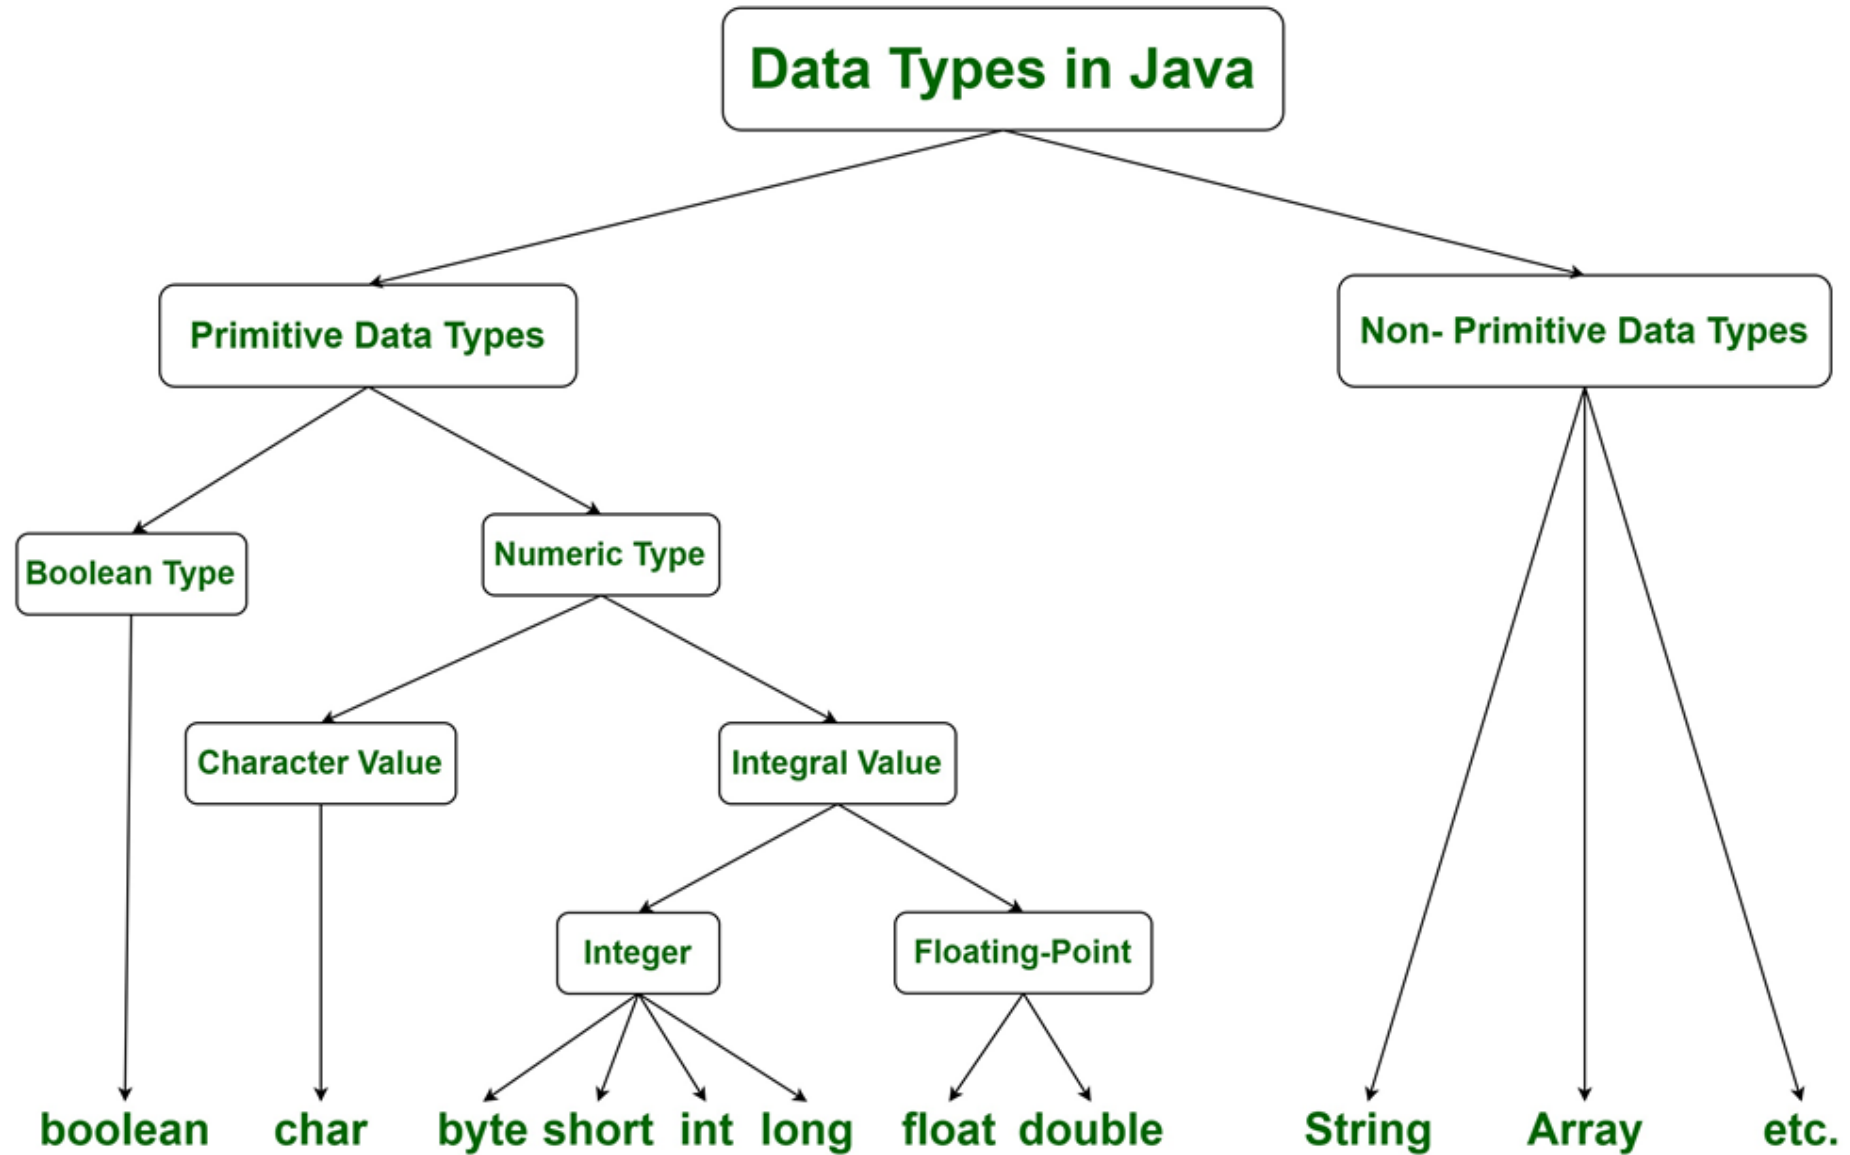 Data Types in Java
Primitive Data Types
Non- Primitive Data Types
Boolean Type
Numeric Type
Character Value
Integral Value
Integer
Floating-Point
boolean
char
byte
short
int
long
float
double
String
Array
etc.